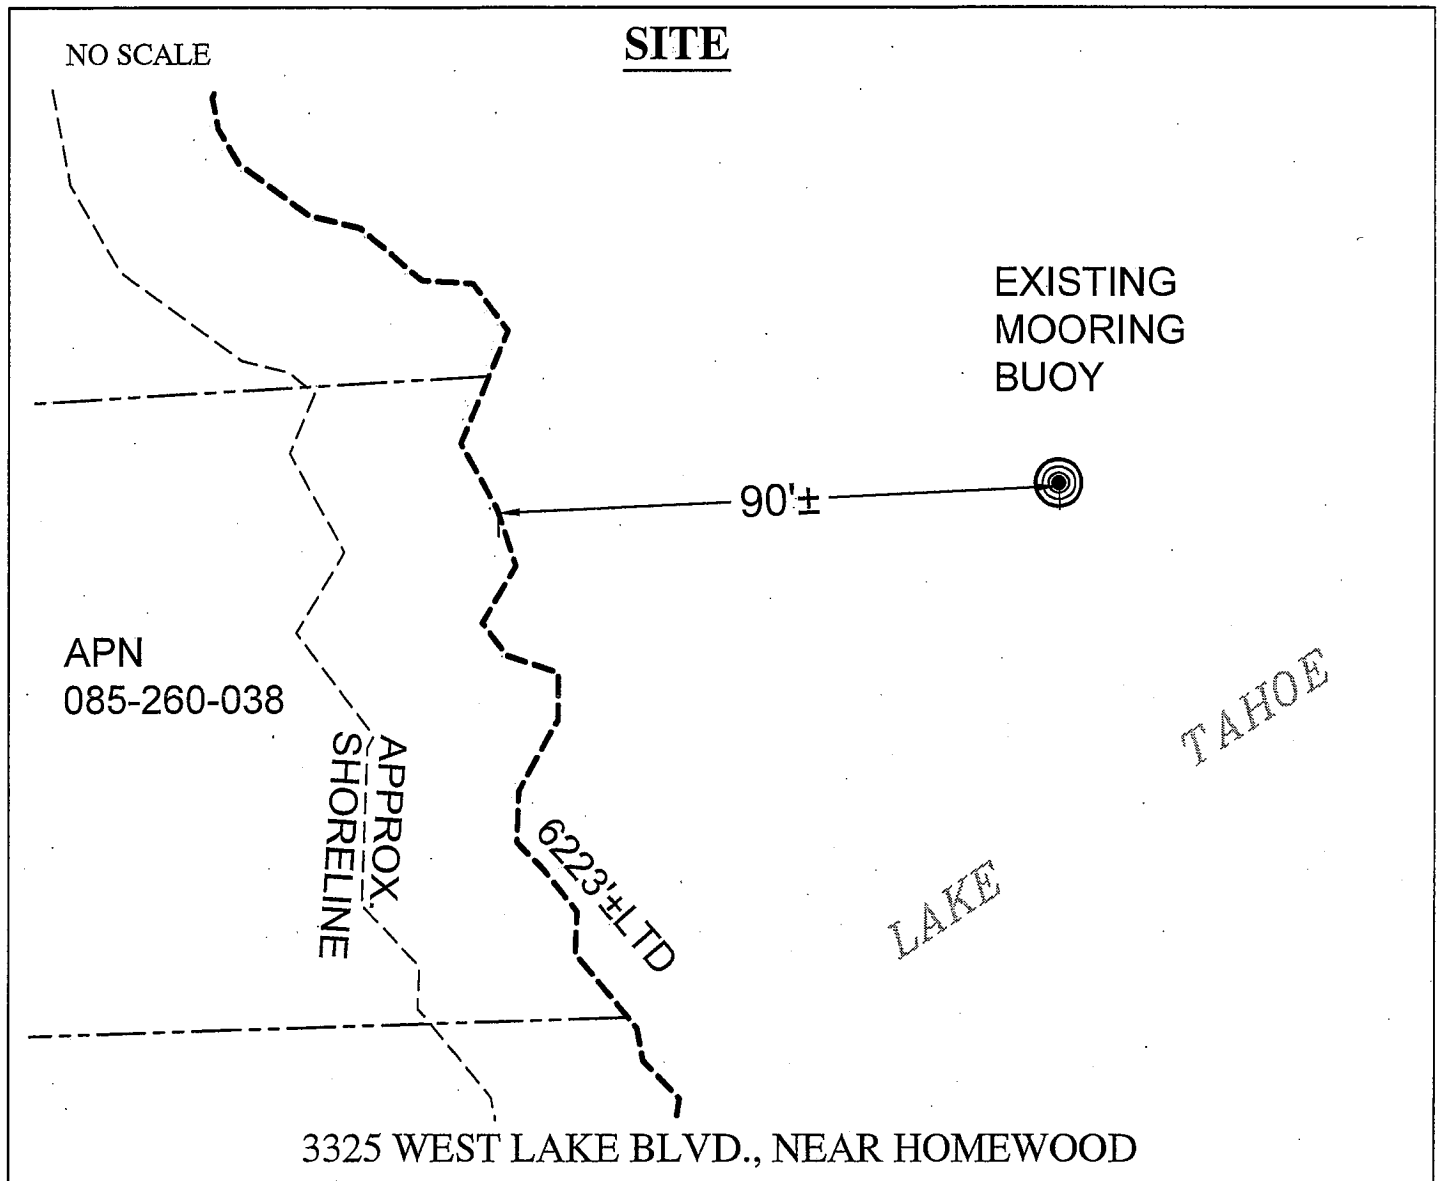 SITE
NO SCALE
EXISTING
MOORING
BUOY
90'±
APN
085-260-038
APPROX.
SHORELINE
6223'±LTD
LAKE
TAHOE
3325 WEST LAKE BLVD., NEAR HOMEWOOD